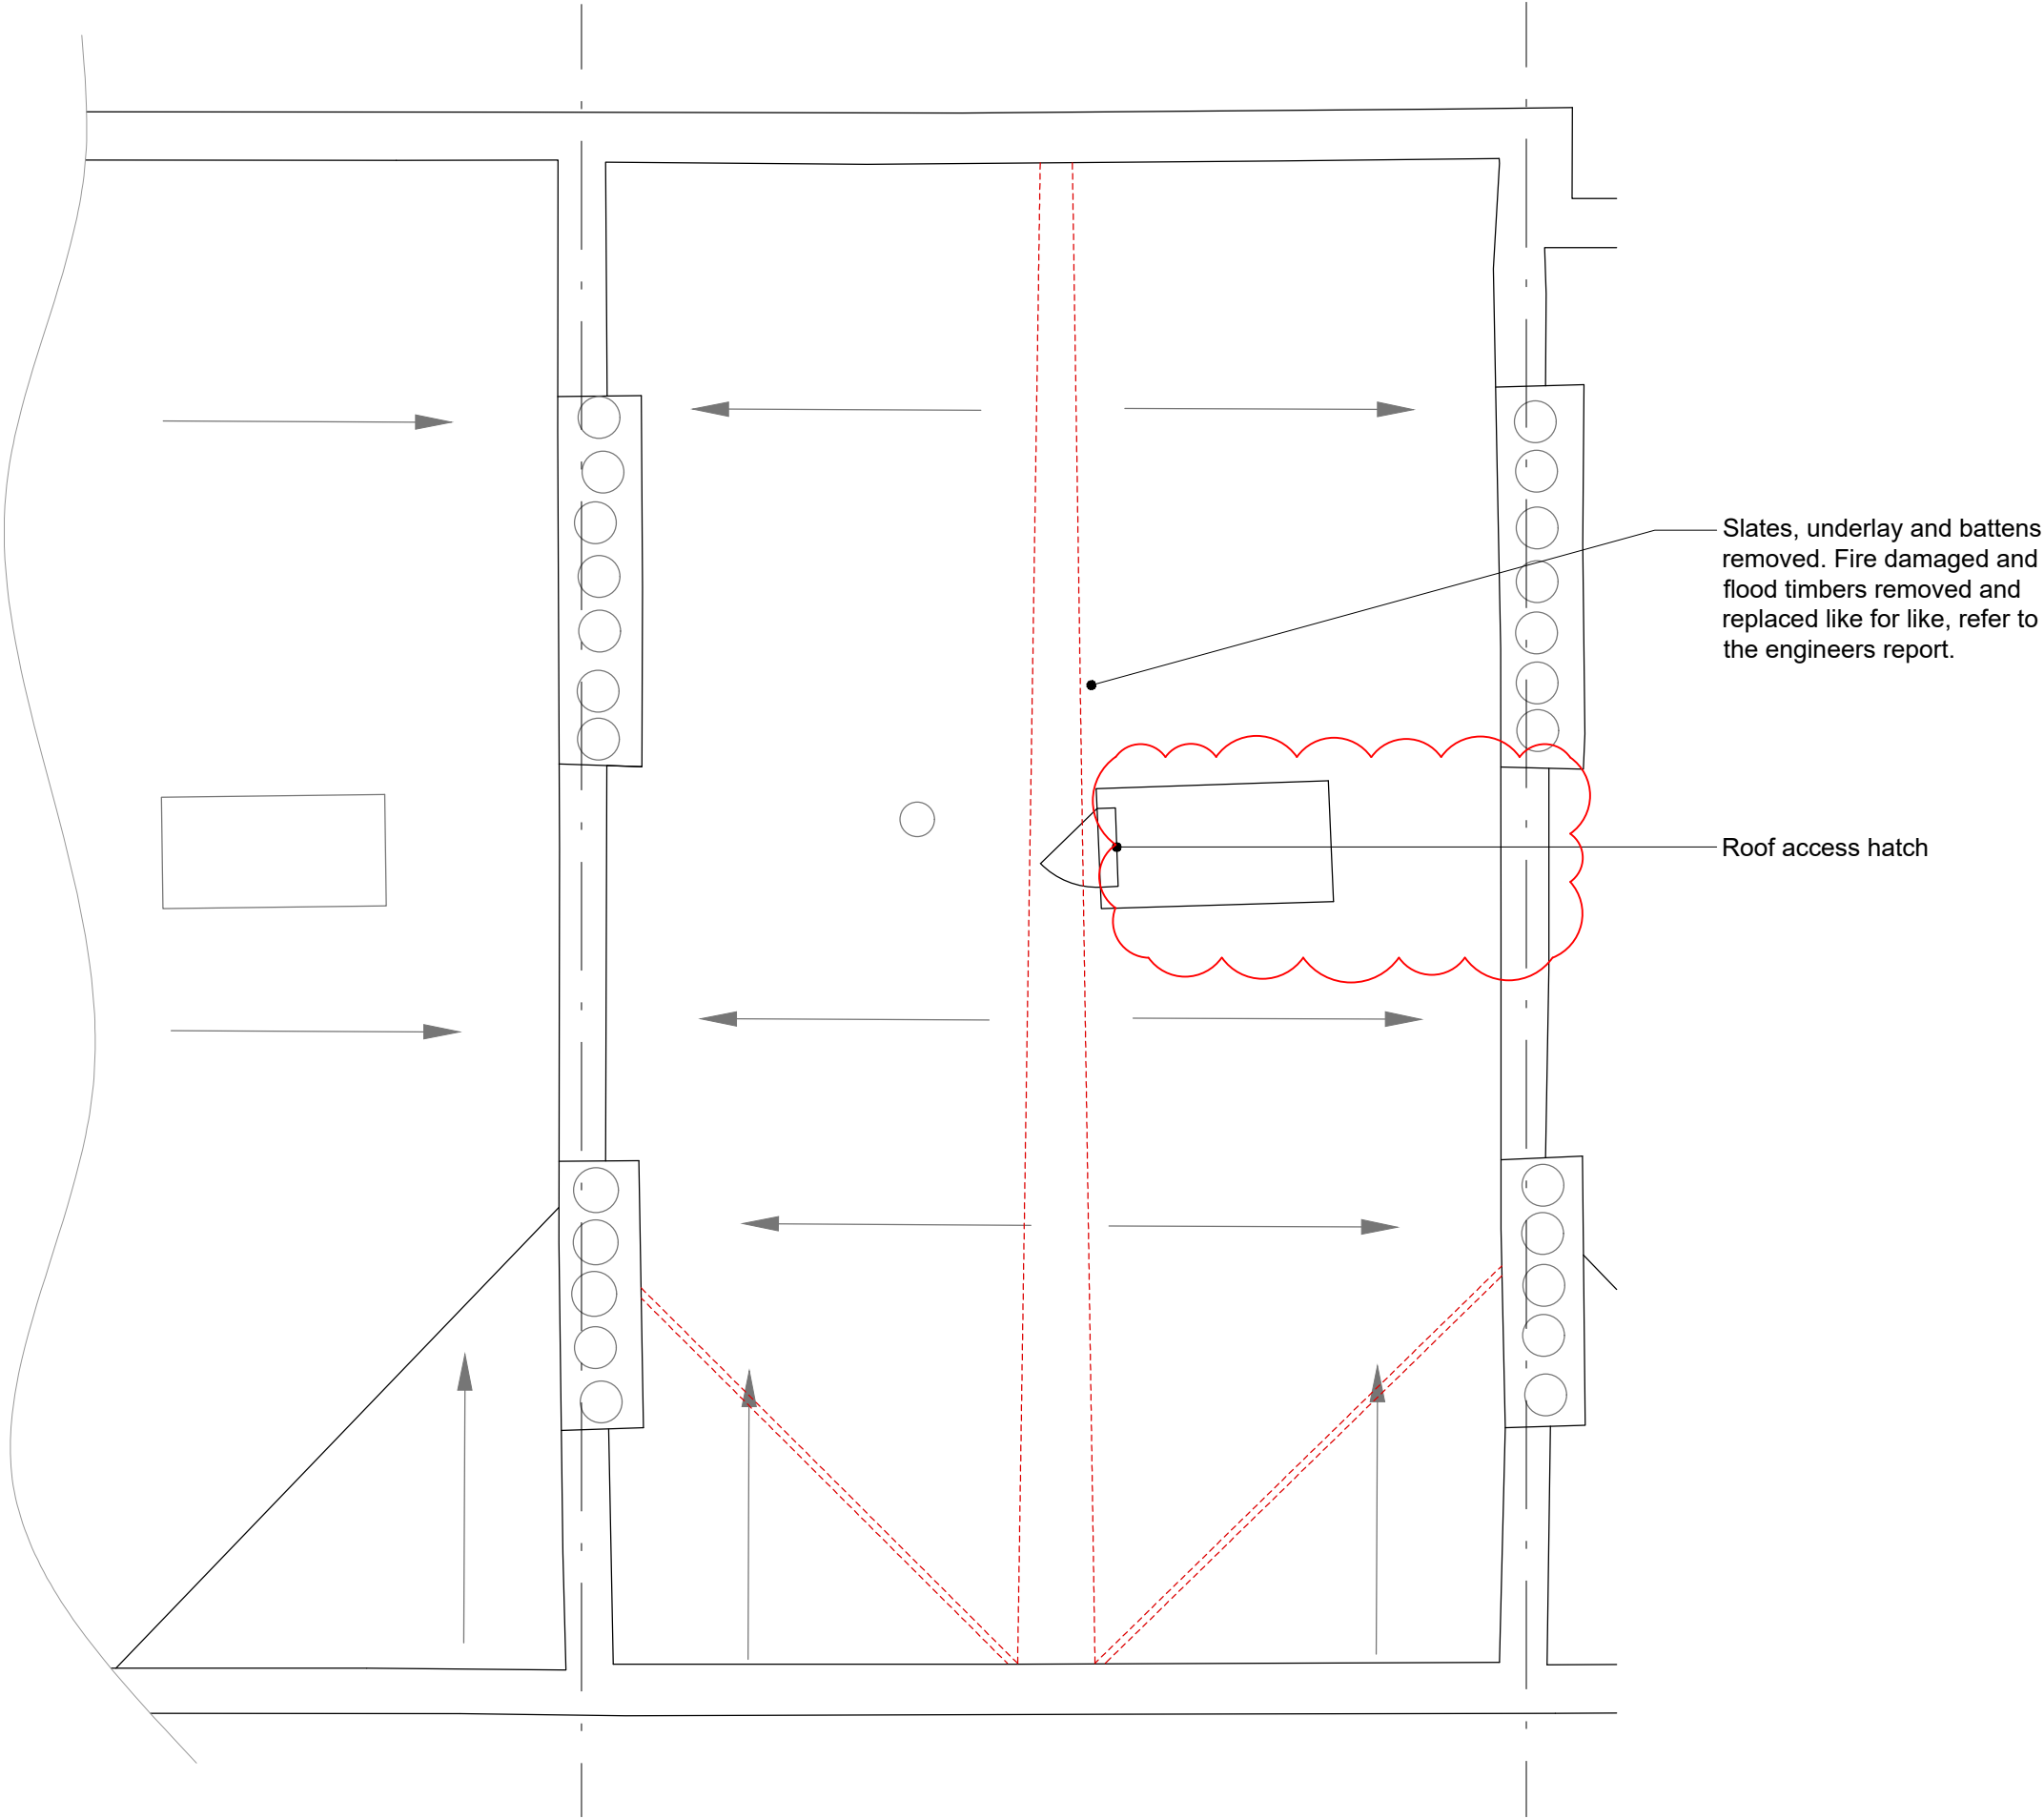 Slates, underlay and battens
removed. Fire damaged and
flood timbers removed and
replaced like for like, refer to
the engineers report.
Roof access hatch